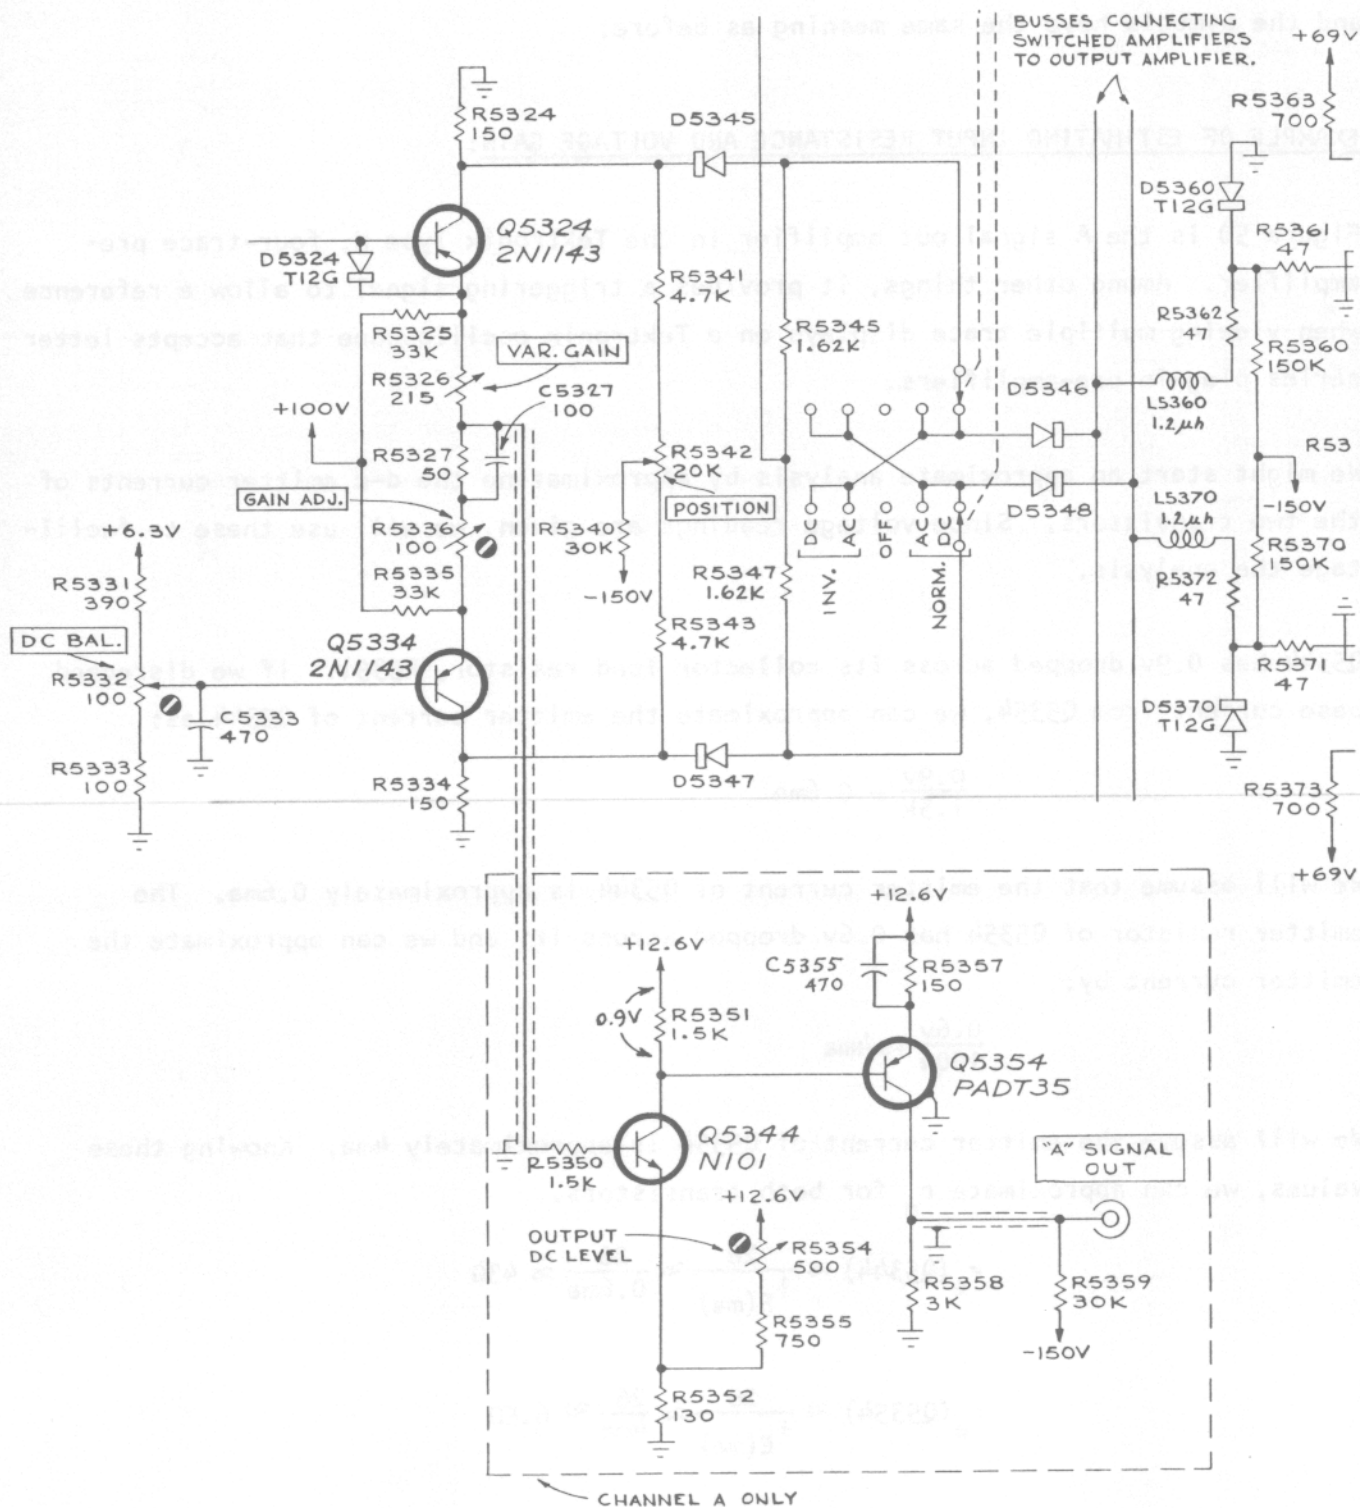 BUSSES CONNECTING
SWITCHED AMPLIFIERS
TO OUTPUT AMPLIFIER.
+69V
R5363
700
R5324
150
D5345
D5360
T12G
Q5324
2N1143
D5324
T12G
R5361
47
R5341
4.7K
R5325
33K
R5345
1.62K
R5362
47
R5360
150K
VAR. GAIN
R5326
215
C5327
100
D5346
L5360
1.2μh
+100V
R5327
50
R5342
20K
R53
GAIN ADJ.
POSITION
D5348
L5370
1.2μh
-150V
+6.3V
R5328
100
R5340
30K
DC
AC
OFF
AC
DC
INV.
NORM.
R5370
150K
R5331
390
R5335
33K
-150V
R5347
1.62K
R5372
47
DC BAL.
Q5334
2N1143
R5343
4.7K
R5332
100
R5371
47
C5333
470
D5370
T12G
R5333
100
R5334
150
D5347
R5373
700
+69V
+12.6V
+12.6V
C5355
470
R5357
150
0.9V
R5351
1.5K
Q5354
PADT35
Q5344
N101
R5350
1.5K
"A" SIGNAL
OUT
+12.6V
OUTPUT
DC LEVEL
R5354
500
R5358
3K
R5359
30K
R5355
750
-150V
R5352
130
CHANNEL A ONLY